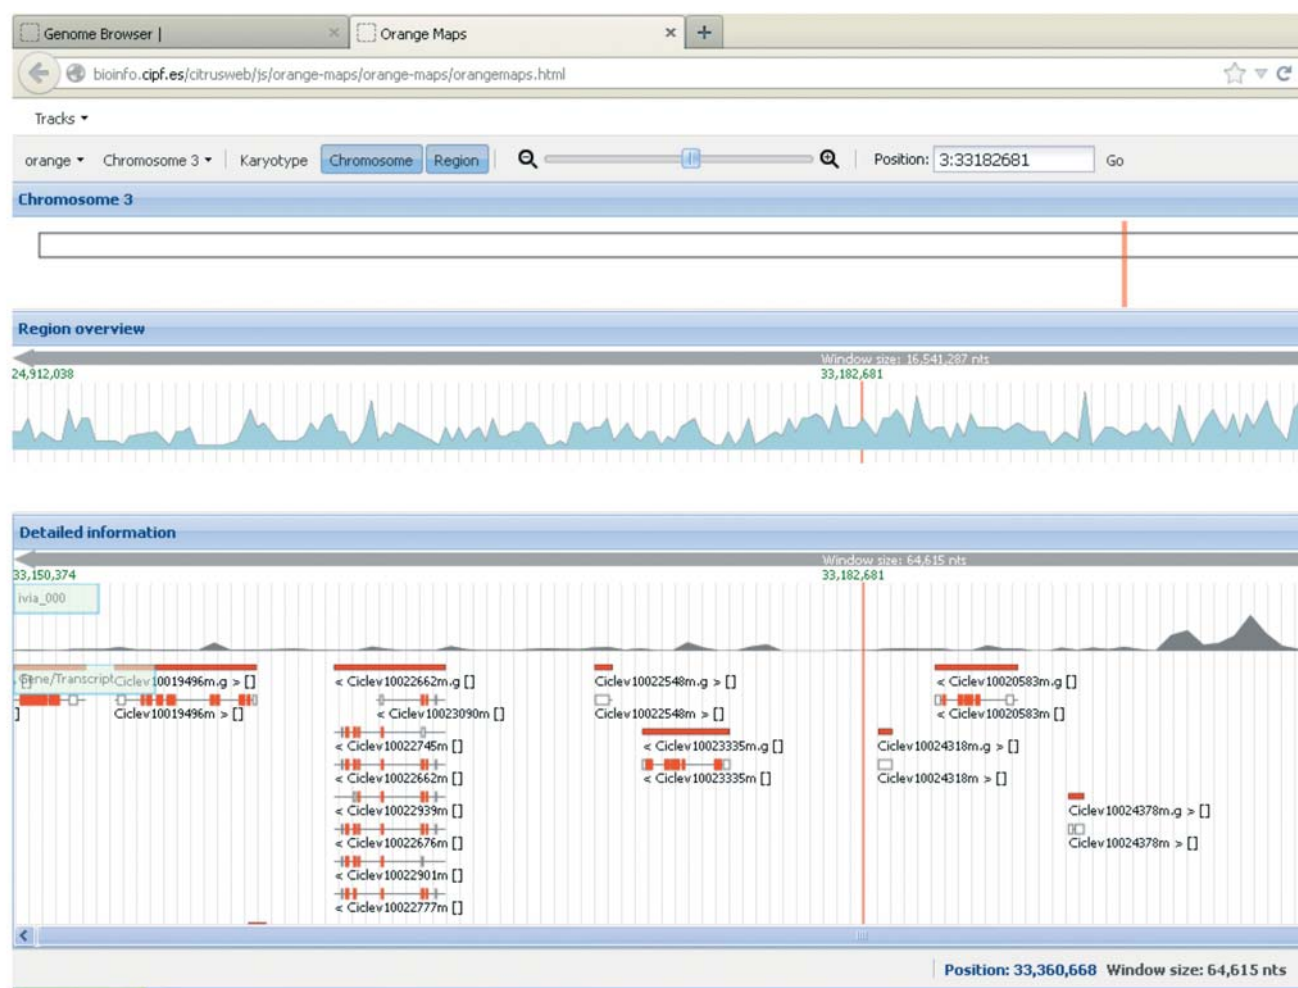 Genome Browser | × Orange Maps × +
bioinfo.cipf.es/citrusweb/js/orange-maps/orange-maps/orangemaps.html
Tracks
orange Chromosome 3 Karyotype Chromosome Region Position: 3:33182681 Go
Chromosome 3
Region overview
Window size: 16,541,287 nts
24,912,038 33,182,681
Detailed information
Window size: 64,615 nts
33,150,374 33,182,681
ivia_000
[] Gene/Transcript Ciclev10019496m.g > [] < Ciclev10022662m.g [] Ciclev10022548m.g > [] < Ciclev10020583m.g []
] Ciclev10019496m > [] < Ciclev10023090m [] Ciclev10022548m > [] < Ciclev10020583m []
< Ciclev10022745m [] < Ciclev10023335m.g [] Ciclev10024318m.g > []
< Ciclev10022662m [] < Ciclev10023335m [] Ciclev10024318m > []
< Ciclev10022939m [] Ciclev10024378m.g > []
< Ciclev10022676m [] Ciclev10024378m > []
< Ciclev10022901m []
< Ciclev10022777m []
Position: 33,360,668 Window size: 64,615 nts